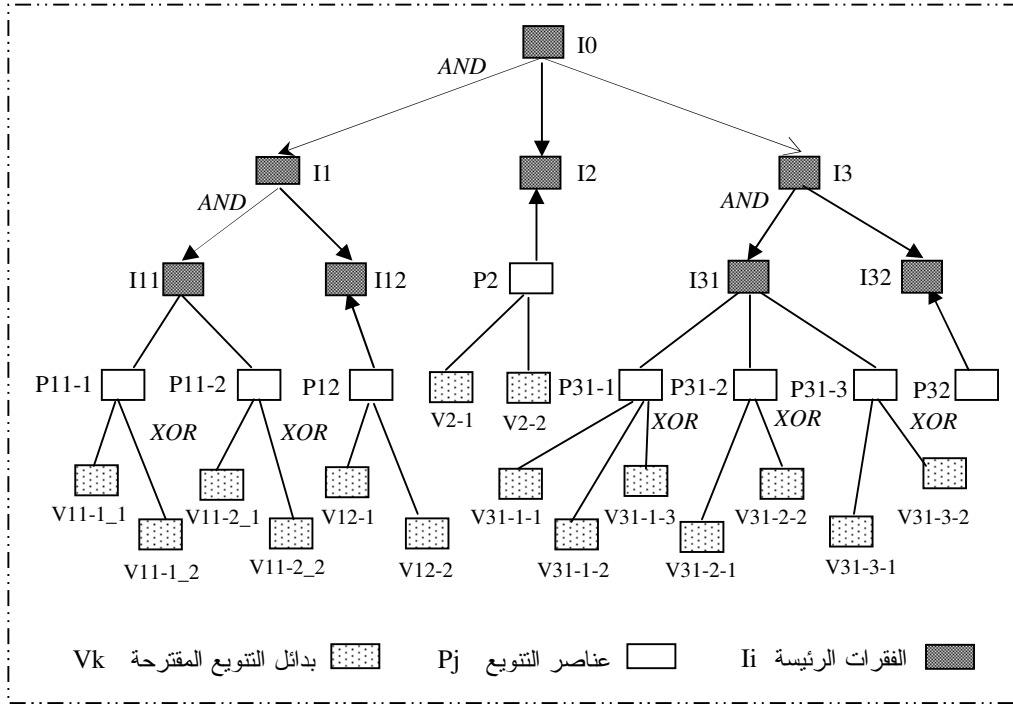 I0
AND
I1
I2
I3
AND
AND
I11
I12
P2
I31
I32
P11-1
P11-2
P12
P31-1
P31-2
P31-3
P32
V2-1
V2-2
XOR
XOR
XOR
XOR
XOR
V11-1_1
V11-2_1
V12-1
V31-1-1
V31-1-3
V31-2-2
V31-3-2
V11-1_2
V11-2_2
V12-2
V31-1-2
V31-2-1
V31-3-1
الفقرات الرئيسة Ii
عناصر التنويع Pj
بدائل التنويع المقترحة Vk